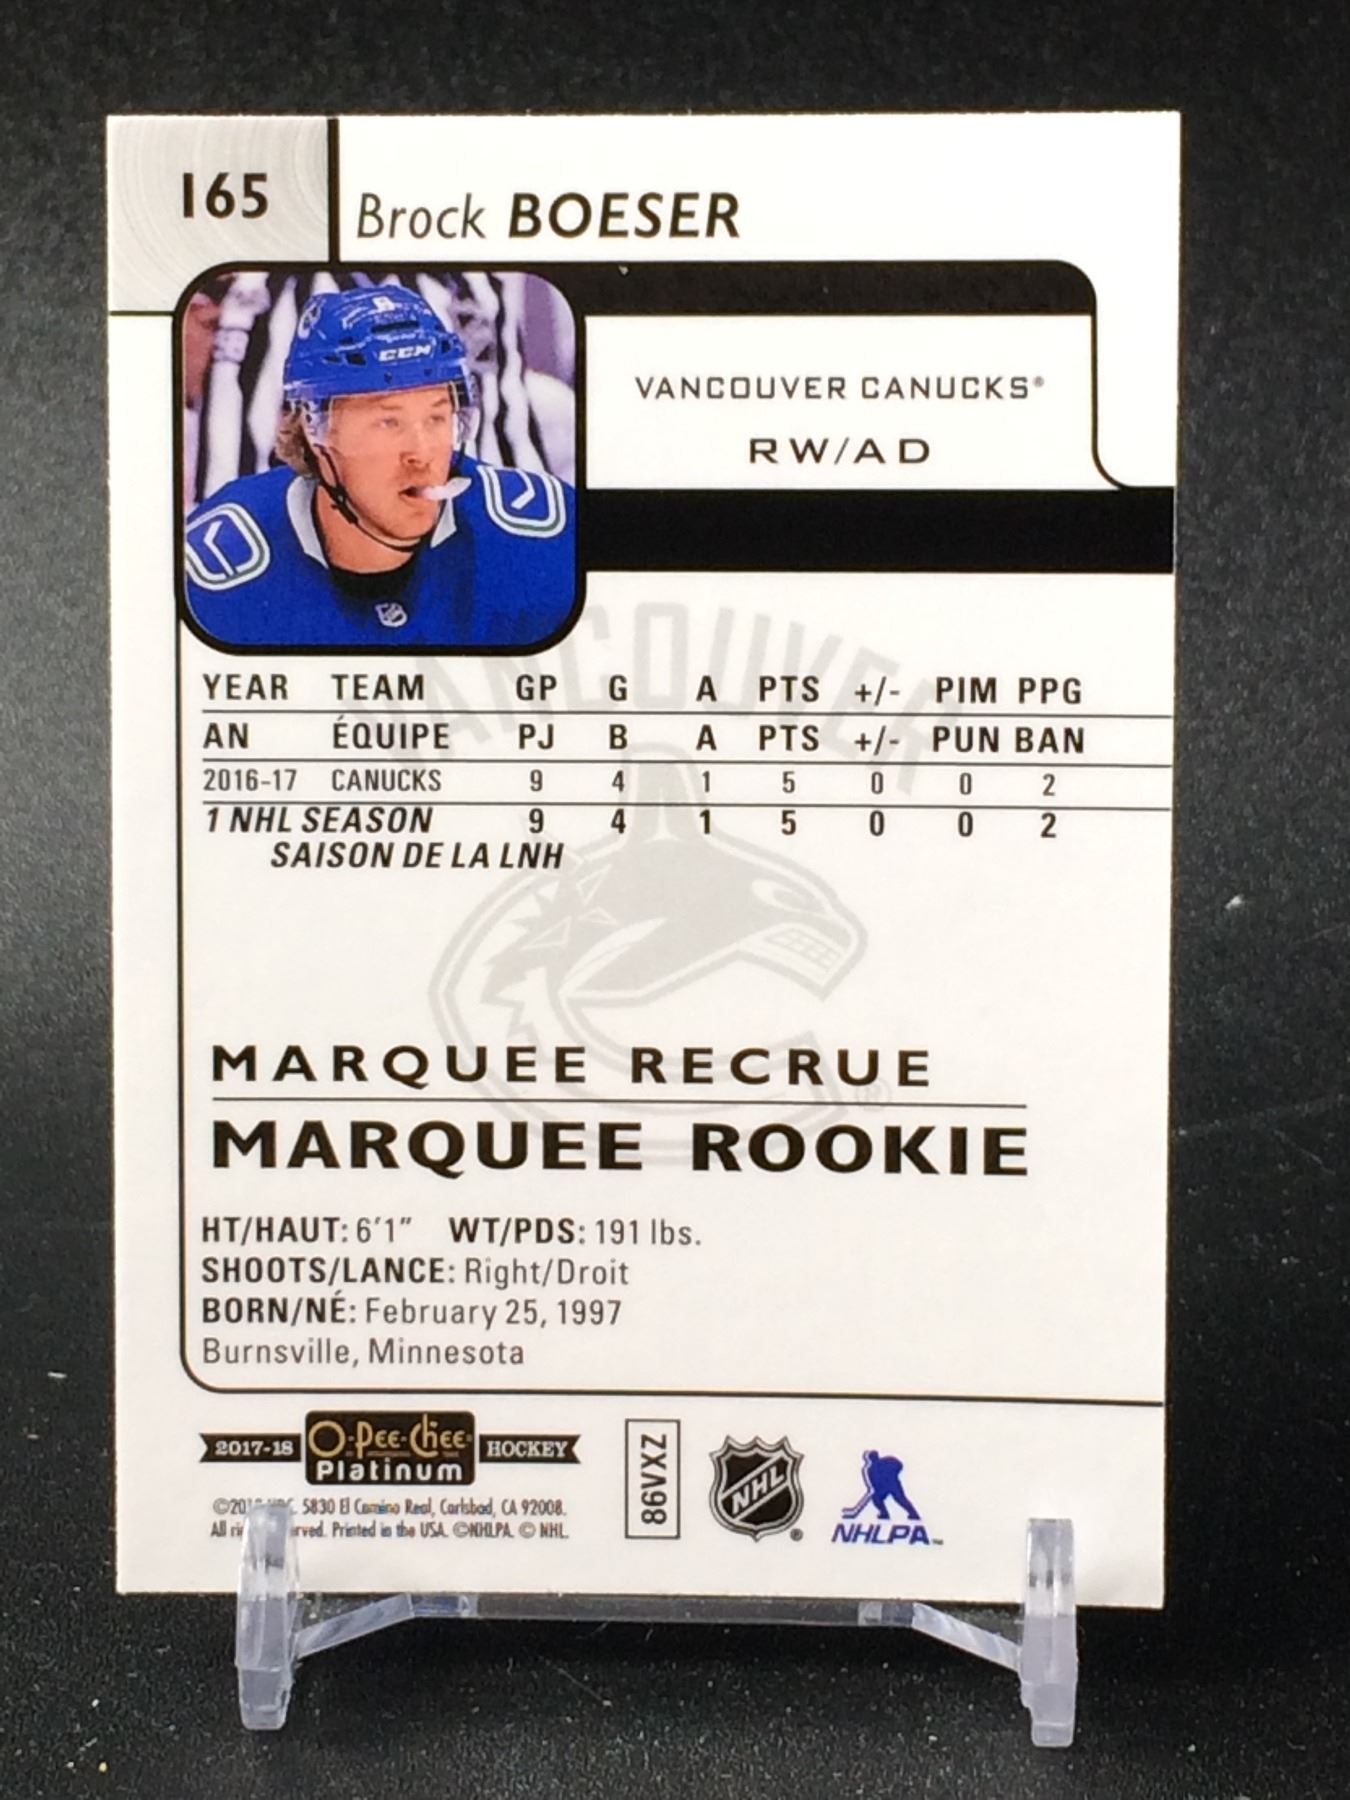 165
Brock BOESER
CCM
VANCOUVER CANUCKS®
RW/AD
VANCOUVER
YEAR TEAM GP G A PTS +/- PIM PPG
AN ÉQUIPE PJ B A PTS +/- PUN BAN
2016-17 CANUCKS 9 4 1 5 0 0 2
1 NHL SEASON 9 4 1 5 0 0 2
SAISON DE LA LNH
MARQUEE RECRUE
MARQUEE ROOKIE
HT/HAUT: 6'1" WT/PDS: 191 lbs.
SHOOTS/LANCE: Right/Droit
BORN/NÉ: February 25, 1997
Burnsville, Minnesota
2017-18 O-Pee-Chee HOCKEY
Platinum
5830 El Camino Real, Carlsbad, CA 92008.
All Printed in the USA. ©NHLPA. © NHL.
86VXZ
NHL®
NHLPA™